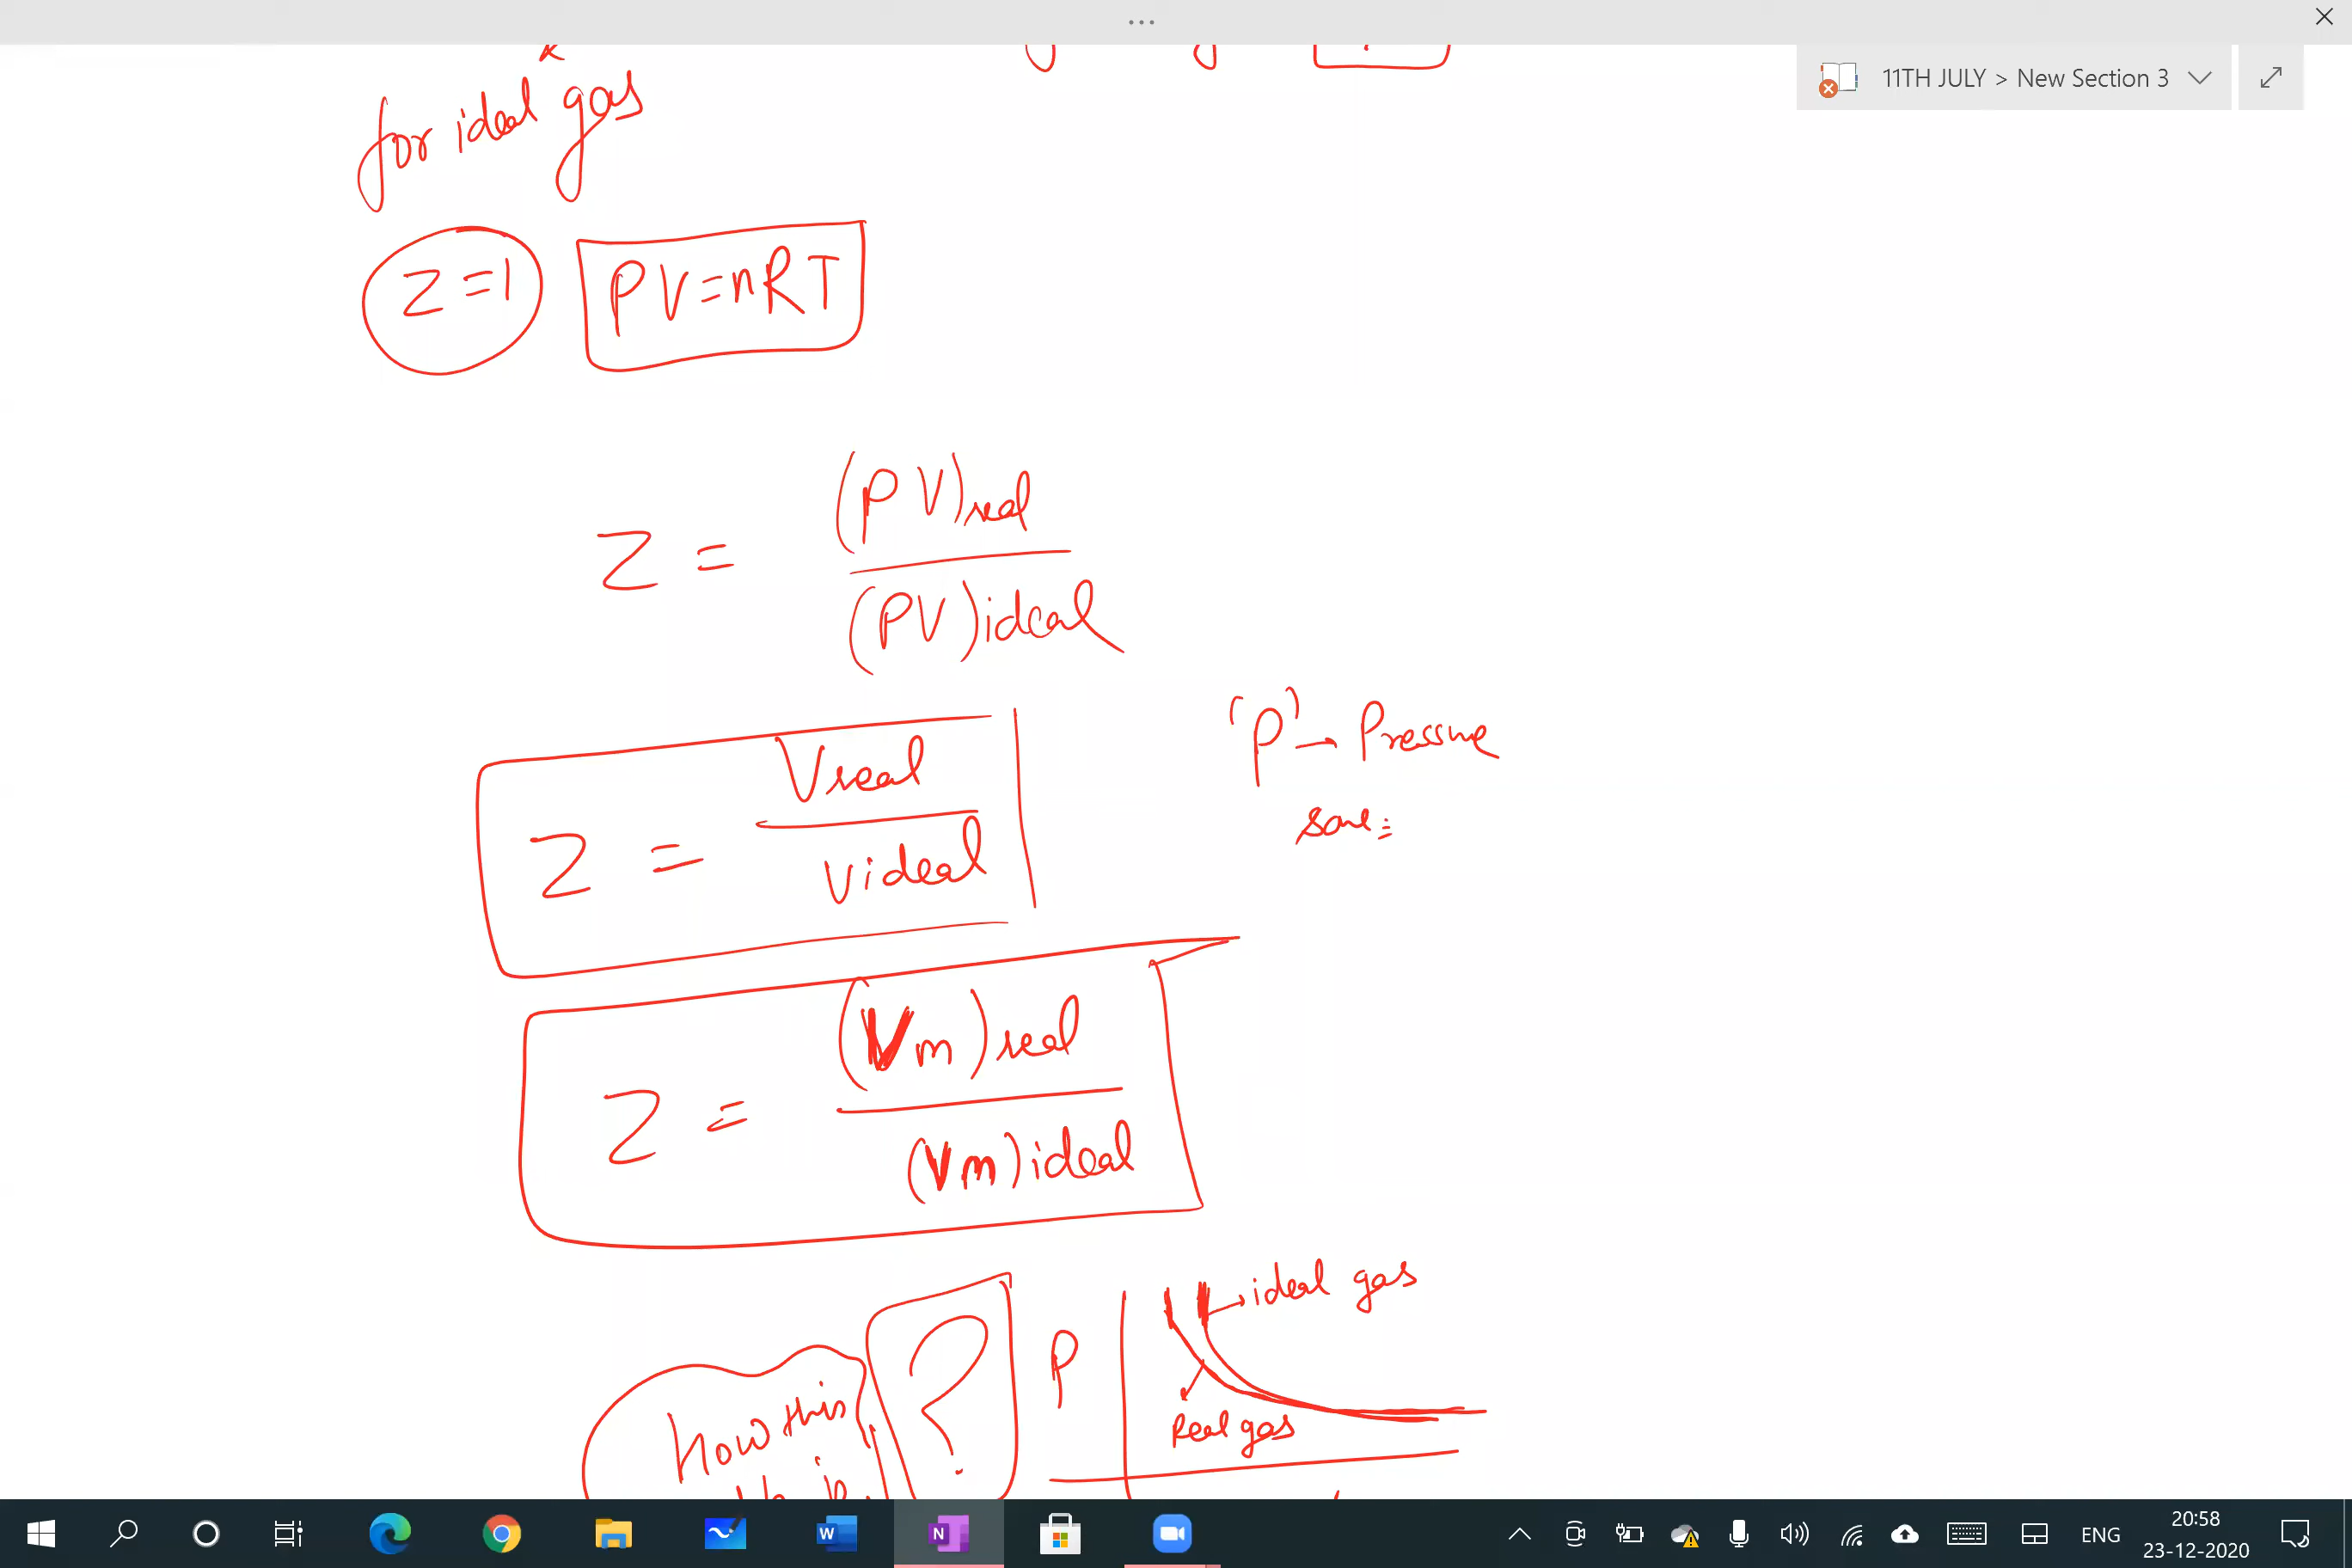 11TH JULY > New Section 3
for ideal gas
Z = 1
PV = nRT
Z = (PV)real / (PV)ideal
'P' → Pressure
same
Z = Vreal / Videal
Z = (Vm)real / (Vm)ideal
ideal gas
P
Real gas
?
How this
ENG
20:58
23-12-2020